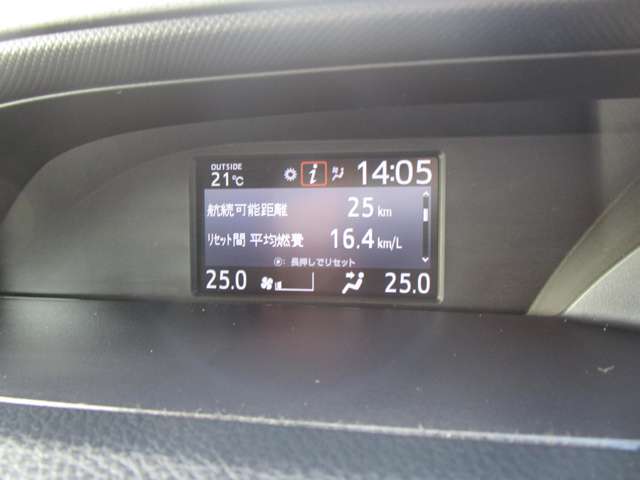 OUTSIDE
21℃ i 14:05
航続可能距離 25 km
リセット間 平均燃費 16.4 km/L
: 長押しでリセット
25.0 25.0